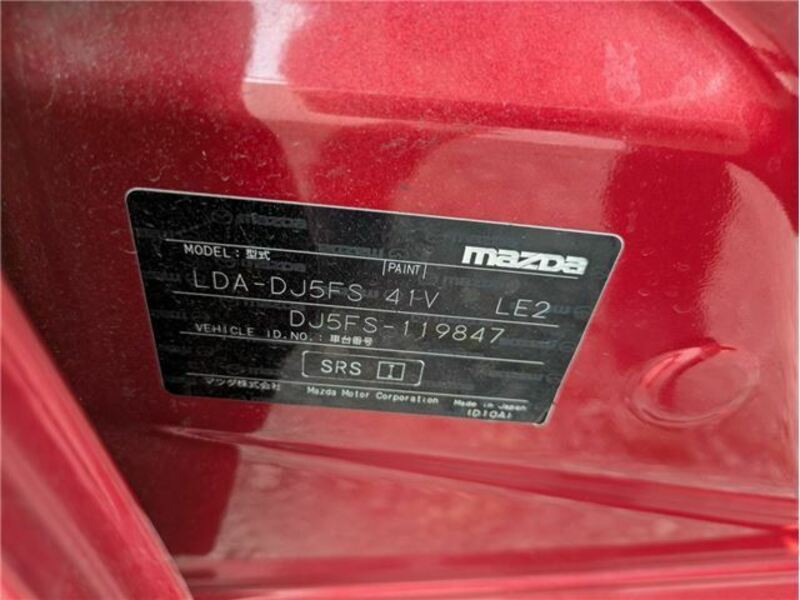 MODEL：型式
PAINT
mazda
LDA-DJ5FS 41V LE2
DJ5FS-119847
VEHICLE ID.NO.：車台番号
SRS I
マツダ株式会社 Mazda Motor Corporation Made in Japan
(D10A)